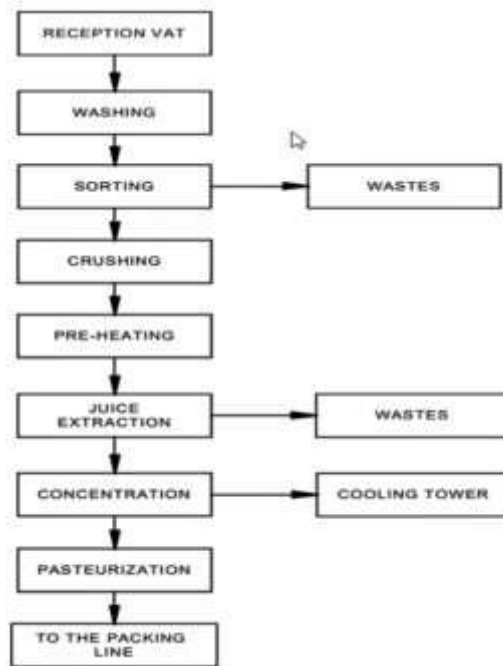 RECEPTION VAT
WASHING
SORTING
WASTES
CRUSHING
PRE-HEATING
JUICE
EXTRACTION
WASTES
CONCENTRATION
COOLING TOWER
PASTEURIZATION
TO THE PACKING
LINE